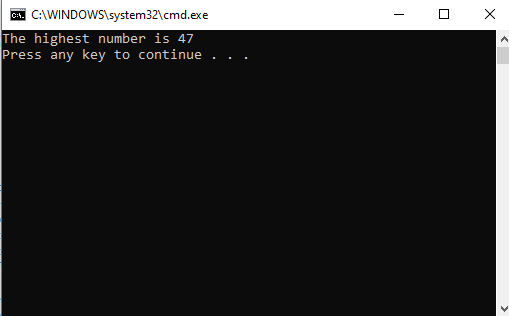 C:\WINDOWS\system32\cmd.exe
The highest number is 47
Press any key to continue . . .